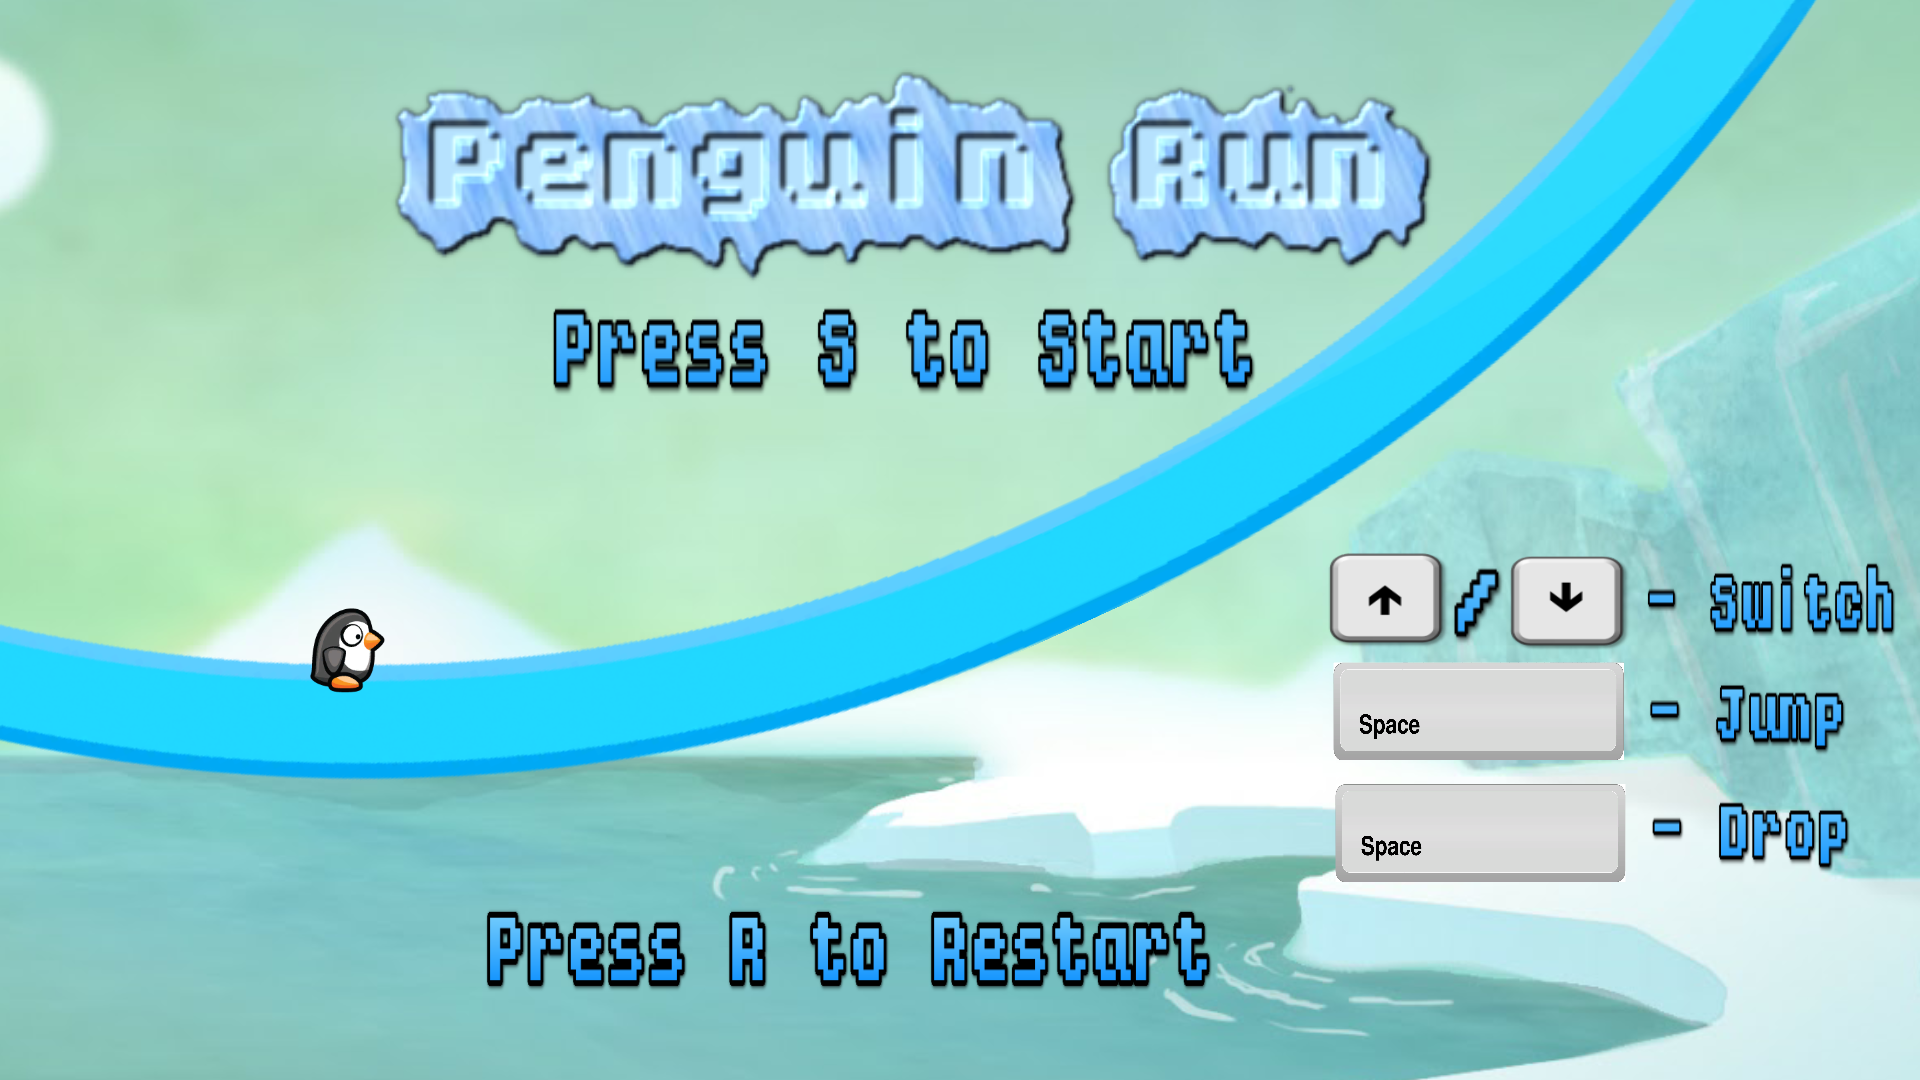 Penguin Run
Press S to Start
↑ / ↓ - Switch
Space - Jump
Space - Drop
Press R to Restart